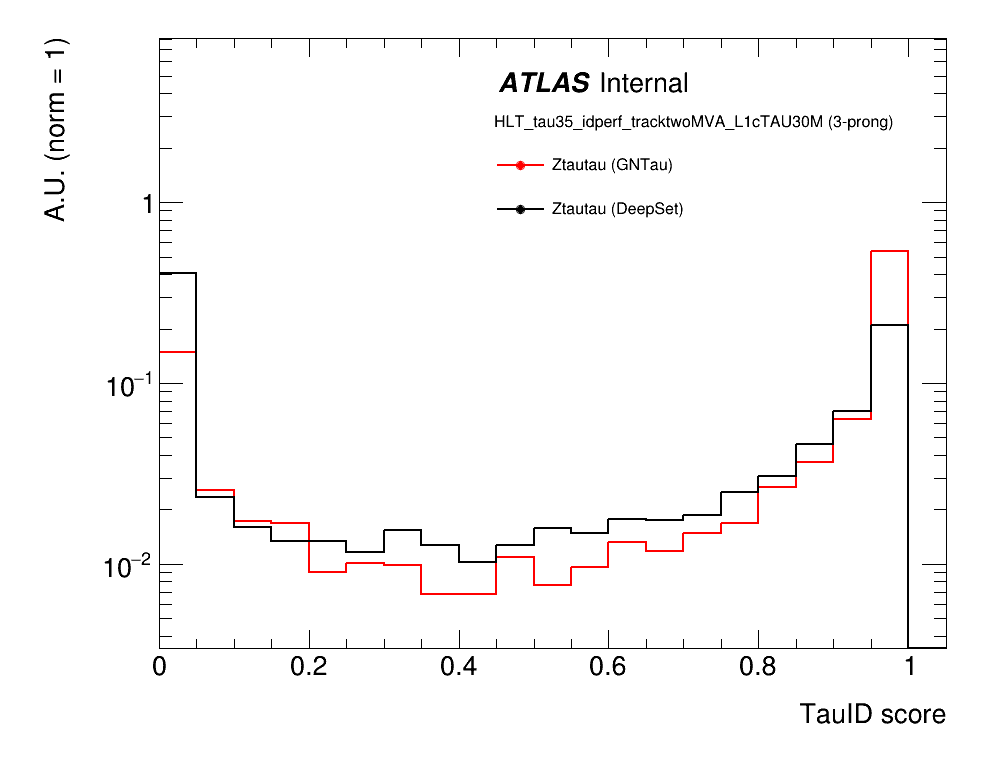 A.U. (norm = 1)
ATLAS Internal
HLT_tau35_idperf_tracktwoMVA_L1cTAU30M (3-prong)
Ztautau (GNTau)
Ztautau (DeepSet)
1
10⁻¹
10⁻²
0 0.2 0.4 0.6 0.8 1
TauID score